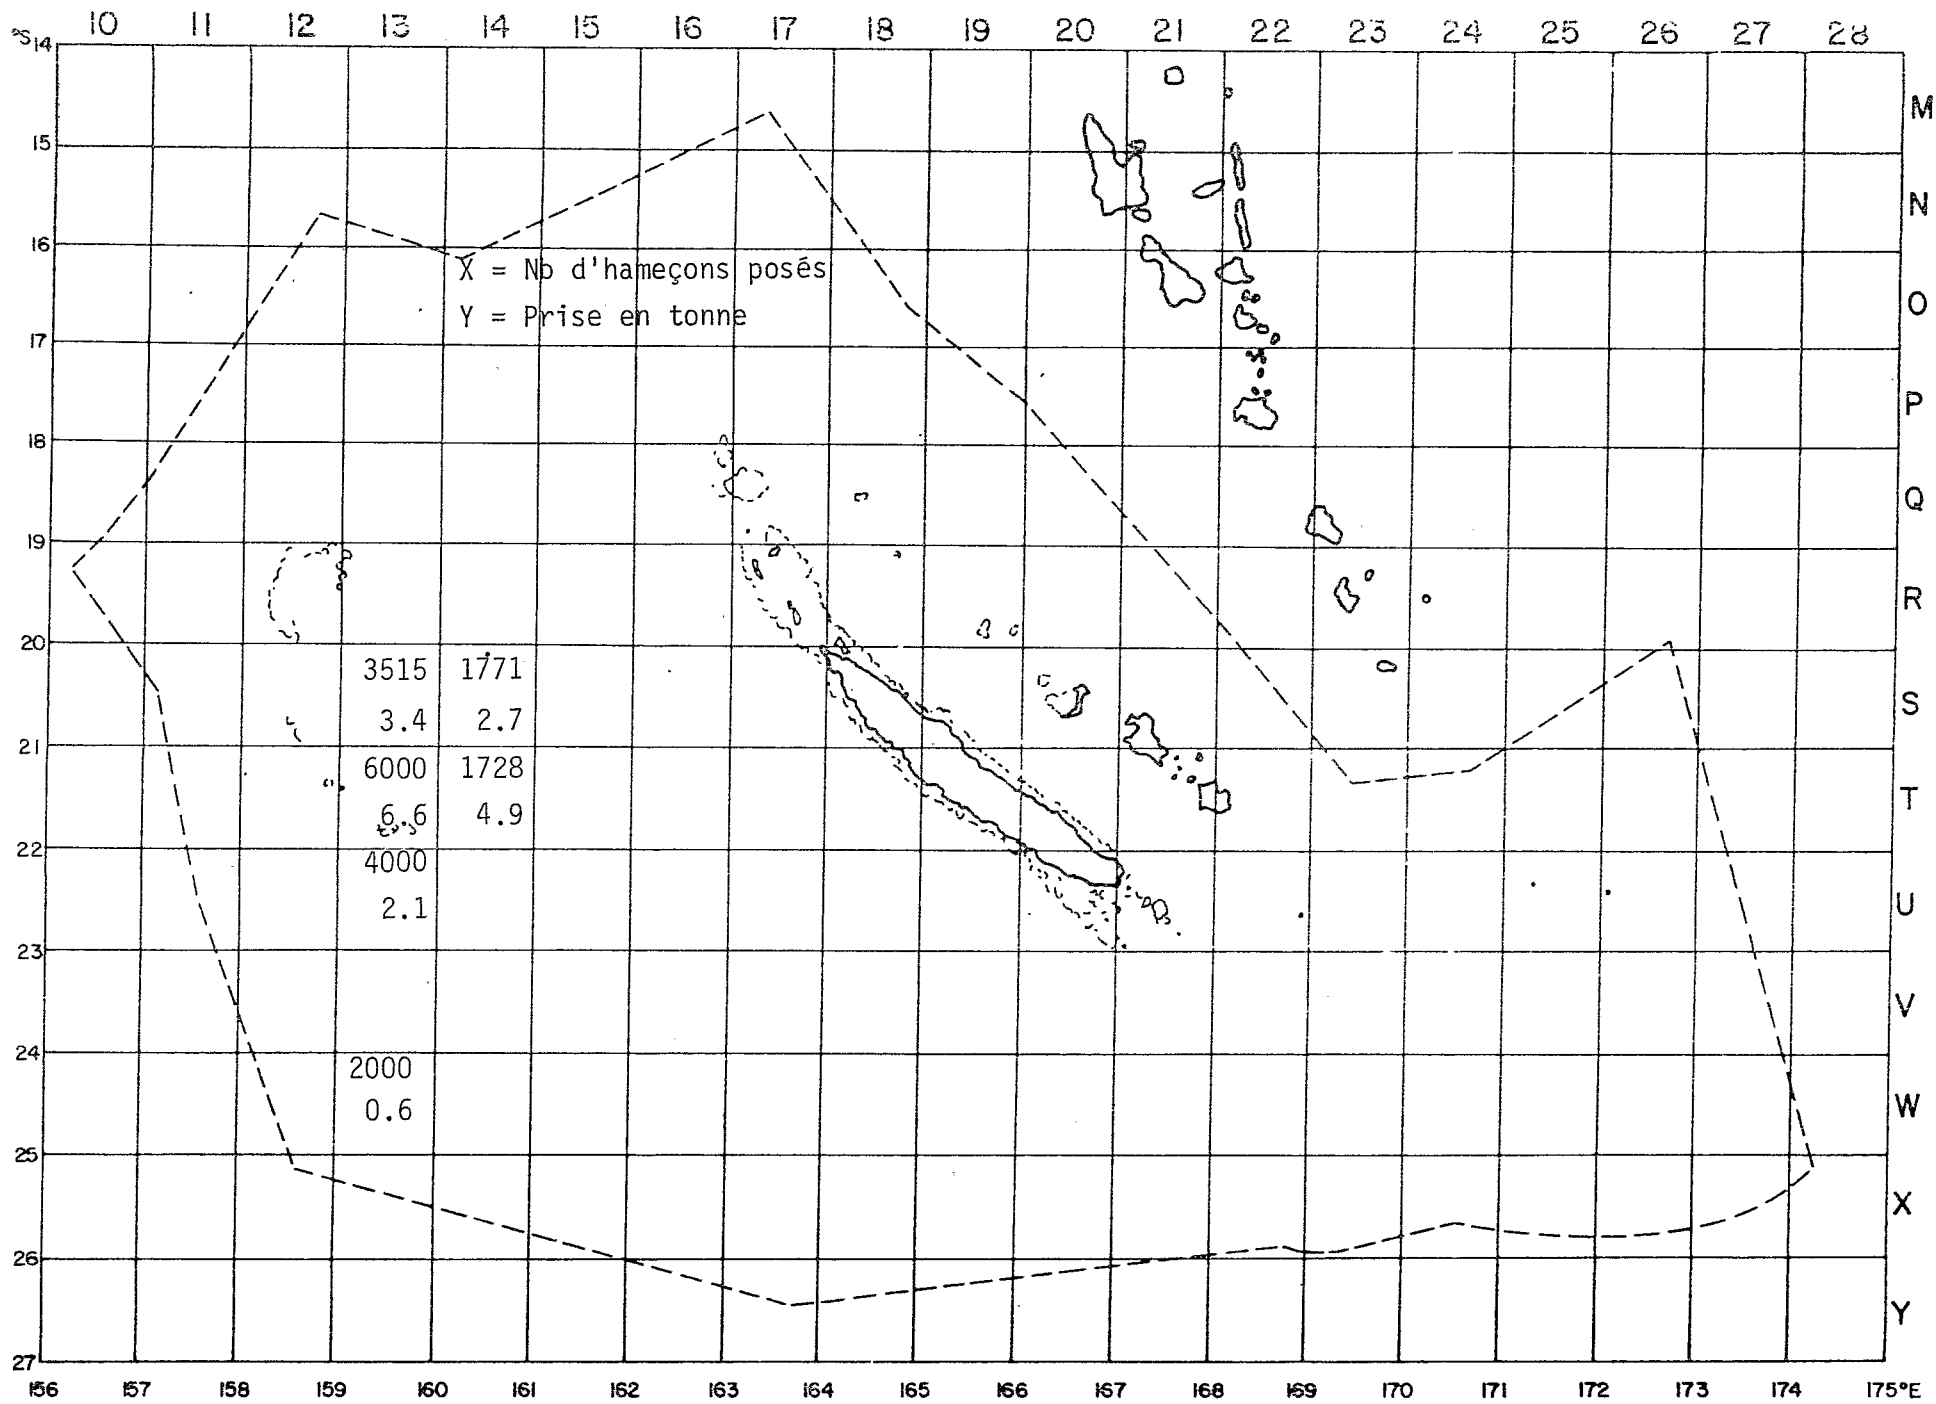 10 11 12 13 14 15 16 17 18 19 20 21 22 23 24 25 26 27 28
°S 14
M
15
N
16
X = Nb d'hameçons posés
O
Y = Prise en tonne
17
P
18
Q
19
R
20
3515 1771
S
3.4 2.7
21
6000 1728
T
6.6 4.9
22
4000
U
2.1
23
V
24
2000
W
0.6
25
X
26
Y
27
156 157 158 159 160 161 162 163 164 165 166 167 168 169 170 171 172 173 174 175°E